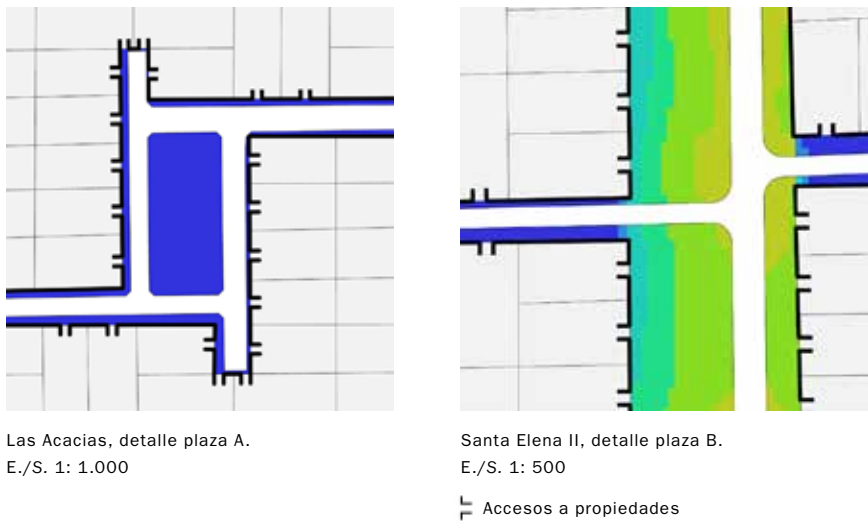 Las Acacias, detalle plaza A.
E./S. 1: 1.000
Santa Elena II, detalle plaza B.
E./S. 1: 500
Accesos a propiedades